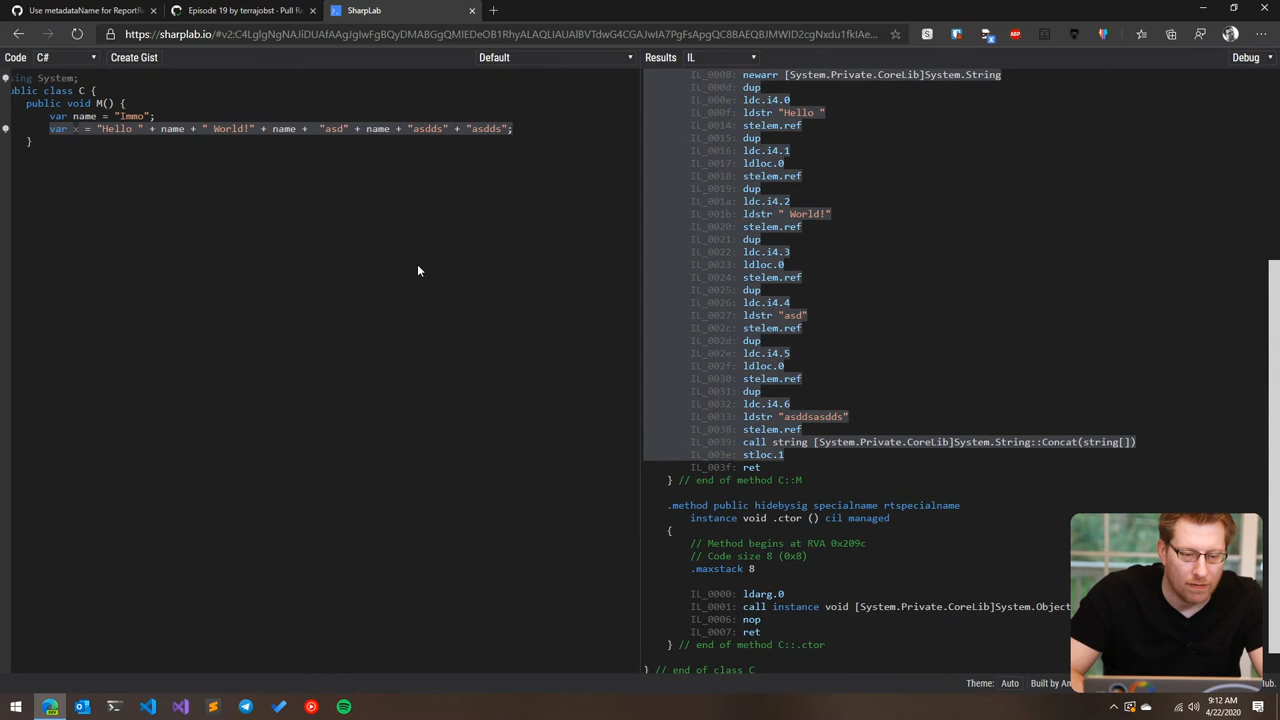 Use metadataName for ReportRe
Episode 19 by terrajobst · Pull Re
SharpLab
https://sharplab.io/#v2:C4LglgNgNAJiDUAfAAgJgIwFgBQyDMABGgQMIEDeOB1RhyALAQLIAUAlBVTdwG4CGAJwIA7PgFsApgGcC8BAEQBJMWID2cgNxdu1fkIAe...
Code
C#
Create Gist
Default
Results
IL
Debug
ing System;
ublic class C {
public void M() {
var name = "Immo";
var x = "Hello " + name + " World!" + name +  "asd" + name + "asdds" + "asdds";
}
IL_0008: newarr [System.Private.CoreLib]System.String
IL_000d: dup
IL_000e: ldc.i4.0
IL_000f: ldstr "Hello "
IL_0014: stelem.ref
IL_0015: dup
IL_0016: ldc.i4.1
IL_0017: ldloc.0
IL_0018: stelem.ref
IL_0019: dup
IL_001a: ldc.i4.2
IL_001b: ldstr " World!"
IL_0020: stelem.ref
IL_0021: dup
IL_0022: ldc.i4.3
IL_0023: ldloc.0
IL_0024: stelem.ref
IL_0025: dup
IL_0026: ldc.i4.4
IL_0027: ldstr "asd"
IL_002c: stelem.ref
IL_002d: dup
IL_002e: ldc.i4.5
IL_002f: ldloc.0
IL_0030: stelem.ref
IL_0031: dup
IL_0032: ldc.i4.6
IL_0033: ldstr "asddsasdds"
IL_0038: stelem.ref
IL_0039: call string [System.Private.CoreLib]System.String::Concat(string[])
IL_003e: stloc.1
IL_003f: ret
} // end of method C::M
.method public hidebysig specialname rtspecialname
instance void .ctor () cil managed
{
// Method begins at RVA 0x209c
// Code size 8 (0x8)
.maxstack 8
IL_0000: ldarg.0
IL_0001: call instance void [System.Private.CoreLib]System.Object
IL_0006: nop
IL_0007: ret
} // end of method C::.ctor
} // end of class C
Theme: Auto
Built by An
Hub.
9:12 AM
4/22/2020